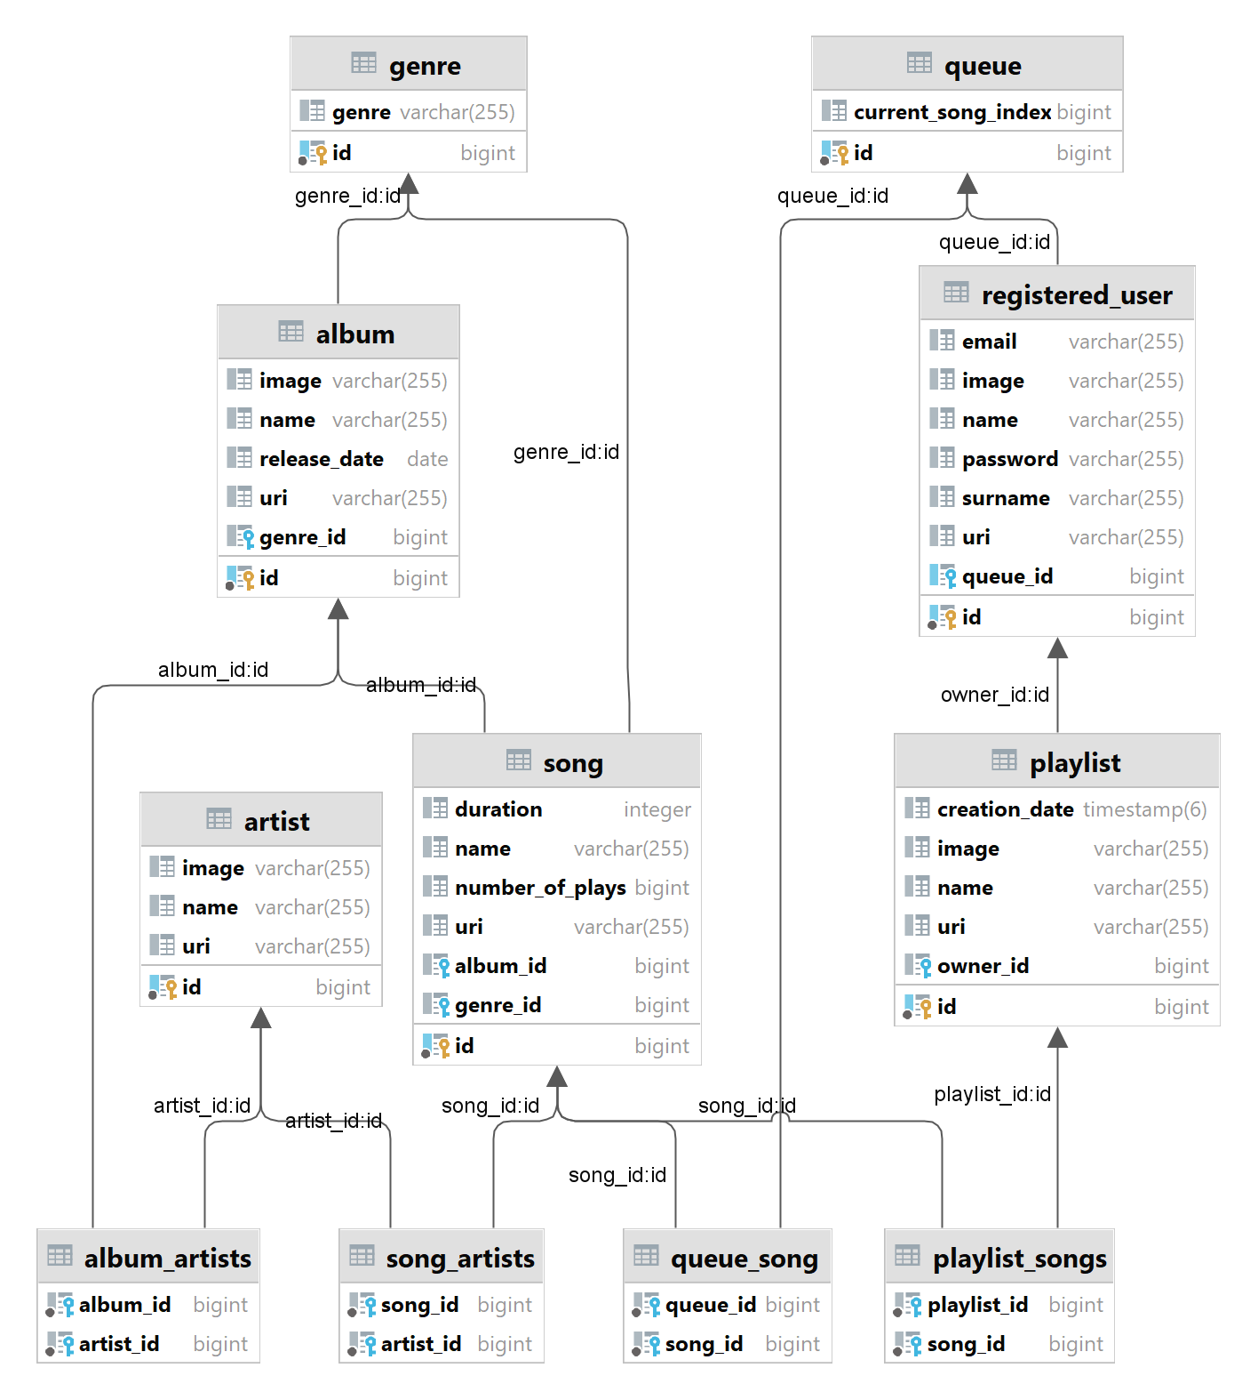 genre
genre varchar(255)
id bigint
queue
current_song_index bigint
id bigint
genre_id:id
queue_id:id
queue_id:id
album
image varchar(255)
name varchar(255)
release_date date
uri varchar(255)
genre_id bigint
id bigint
genre_id:id
registered_user
email varchar(255)
image varchar(255)
name varchar(255)
password varchar(255)
surname varchar(255)
uri varchar(255)
queue_id bigint
id bigint
album_id:id
album_id:id
owner_id:id
artist
image varchar(255)
name varchar(255)
uri varchar(255)
id bigint
song
duration integer
name varchar(255)
number_of_plays bigint
uri varchar(255)
album_id bigint
genre_id bigint
id bigint
playlist
creation_date timestamp(6)
image varchar(255)
name varchar(255)
uri varchar(255)
owner_id bigint
id bigint
artist_id:id
artist_id:id
song_id:id
song_id:id
song_id:id
playlist_id:id
album_artists
album_id bigint
artist_id bigint
song_artists
song_id bigint
artist_id bigint
queue_song
queue_id bigint
song_id bigint
playlist_songs
playlist_id bigint
song_id bigint